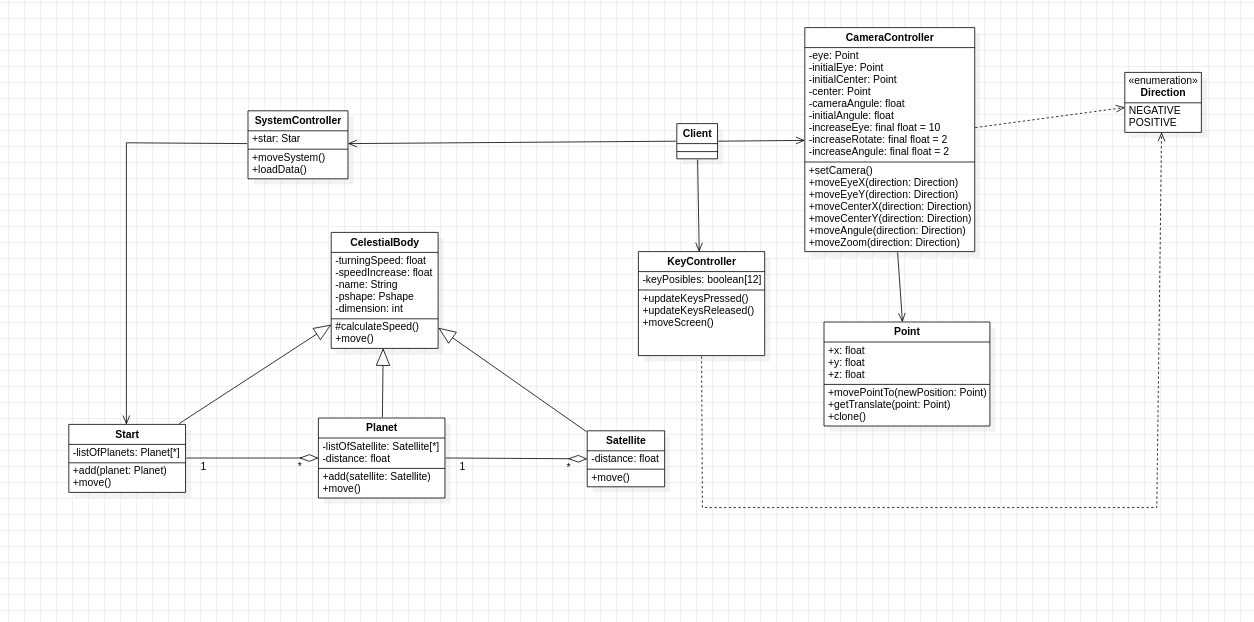 CameraController
-eye: Point
-initialEye: Point
-initialCenter: Point
-center: Point
-cameraAngule: float
-initialAngule: float
-increaseEye: final float = 10
-increaseRotate: final float = 2
-increaseAngule: final float = 2
+setCamera()
+moveEyeX(direction: Direction)
+moveEyeY(direction: Direction)
+moveCenterX(direction: Direction)
+moveCenterY(direction: Direction)
+moveAngule(direction: Direction)
+moveZoom(direction: Direction)
«enumeration»
Direction
NEGATIVE
POSITIVE
SystemController
+star: Star
+moveSystem()
+loadData()
Client
CelestialBody
-turningSpeed: float
-speedIncrease: float
-name: String
-pshape: Pshape
-dimension: int
#calculateSpeed()
+move()
KeyController
-keyPosibles: boolean[12]
+updateKeysPressed()
+updateKeysReleased()
+moveScreen()
Point
+x: float
+y: float
+z: float
+movePointTo(newPosition: Point)
+getTranslate(point: Point)
+clone()
Start
-listOfPlanets: Planet[*]
+add(planet: Planet)
+move()
1
*
Planet
-listOfSatellite: Satellite[*]
-distance: float
+add(satellite: Satellite)
+move()
1
*
Satellite
-distance: float
+move()